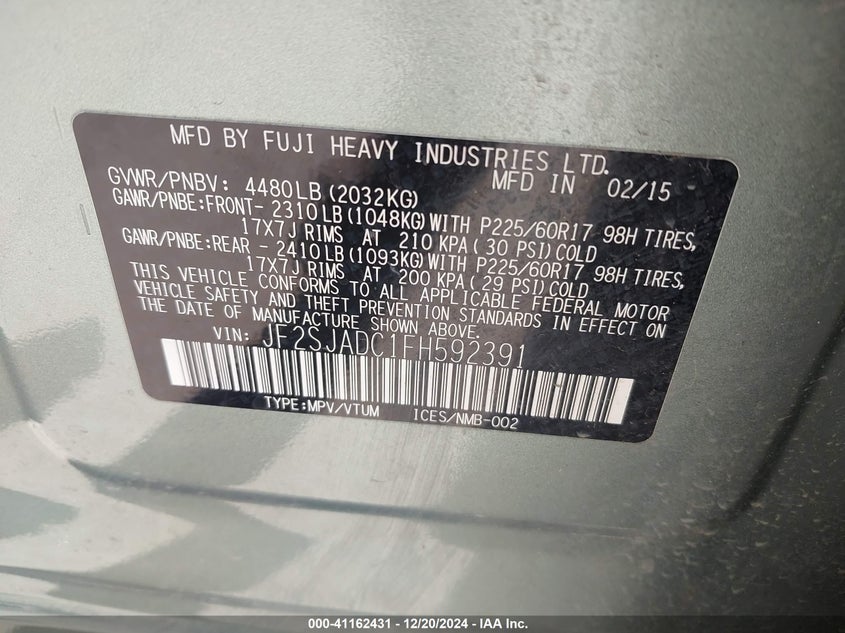 MFD BY FUJI HEAVY INDUSTRIES LTD.
MFD IN 02/15
GVWR/PNBV: 4480LB (2032KG)
GAWR/PNBE:FRONT- 2310LB(1048KG)WITH P225/60R17 98H TIRES,
17X7J RIMS AT 210 KPA (30 PSI)COLD
GAWR/PNBE:REAR - 2410LB(1093KG)WITH P225/60R17 98H TIRES,
17X7J RIMS AT 200 KPA (29 PSI)COLD
THIS VEHICLE CONFORMS TO ALL APPLICABLE FEDERAL MOTOR
VEHICLE SAFETY AND THEFT PREVENTION STANDARDS IN EFFECT ON
THE DATE OF MANUFACTURE SHOWN ABOVE.
VIN: JF2SJADC1FH592391
TYPE:MPV/VTUM ICES/NMB-002
000-41162431 - 12/20/2024 - IAA Inc.